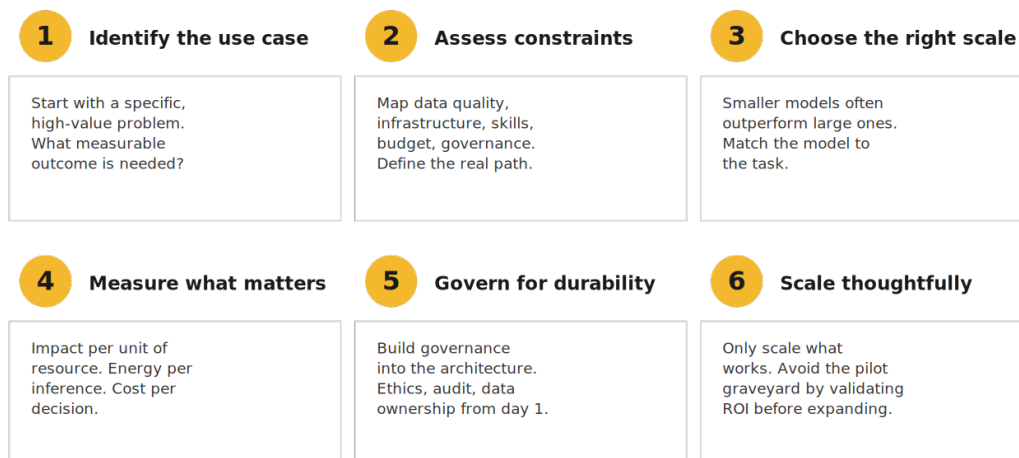 1 Identify the use case
Start with a specific,
high-value problem.
What measurable
outcome is needed?
2 Assess constraints
Map data quality,
infrastructure, skills,
budget, governance.
Define the real path.
3 Choose the right scale
Smaller models often
outperform large ones.
Match the model to
the task.
4 Measure what matters
Impact per unit of
resource. Energy per
inference. Cost per
decision.
5 Govern for durability
Build governance
into the architecture.
Ethics, audit, data
ownership from day 1.
6 Scale thoughtfully
Only scale what
works. Avoid the pilot
graveyard by validating
ROI before expanding.